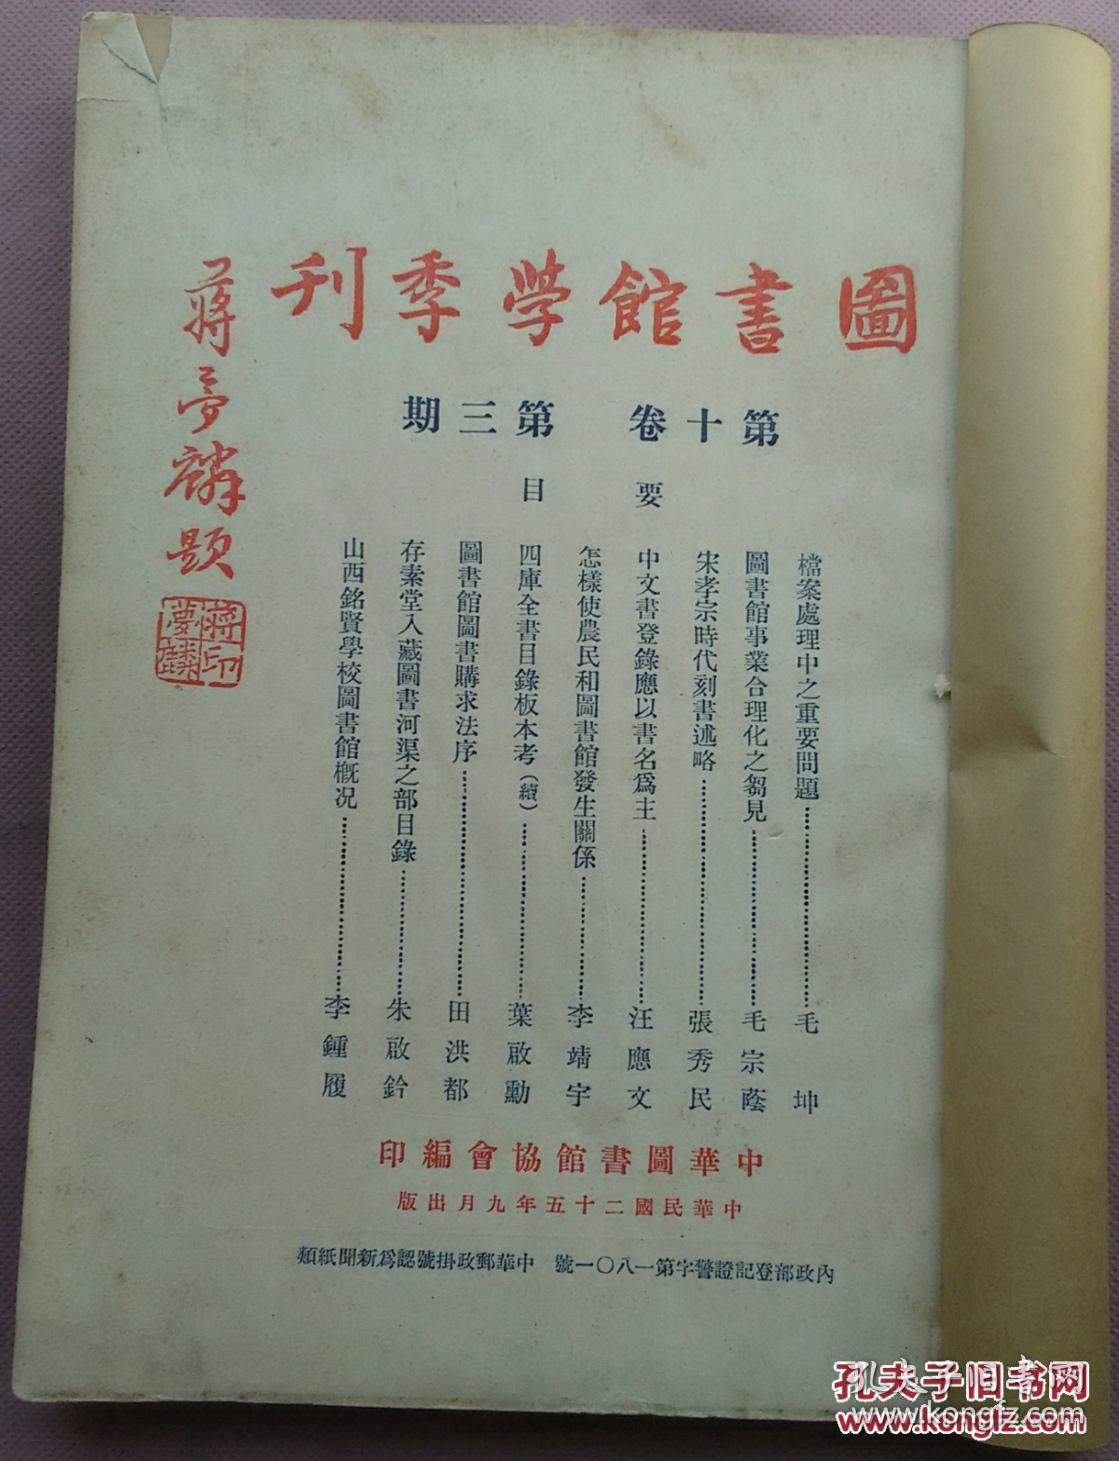 圖書館學季刊
蔣夢麟題
蔣印夢麟
第十卷 第三期
要目
檔案處理中之重要問題……毛坤
圖書館事業合理化之芻見……毛宗蔭
宋孝宗時代刻書述略……張秀民
中文書登錄應以書名爲主……汪應文
怎樣使農民和圖書館發生關係……李靖宇
四庫全書目錄板本考(續)……葉啟勳
圖書館圖書購求法序……田洪都
存素堂入藏圖書河渠之部目錄……朱啟鈐
山西銘賢學校圖書館概况……李鍾履
中華圖書館協會編印
中華民國二十五年九月出版
內政部登記證警字第一八〇一號 中華郵政掛號認爲新聞紙類
孔夫子旧书网
www.kongfz.com